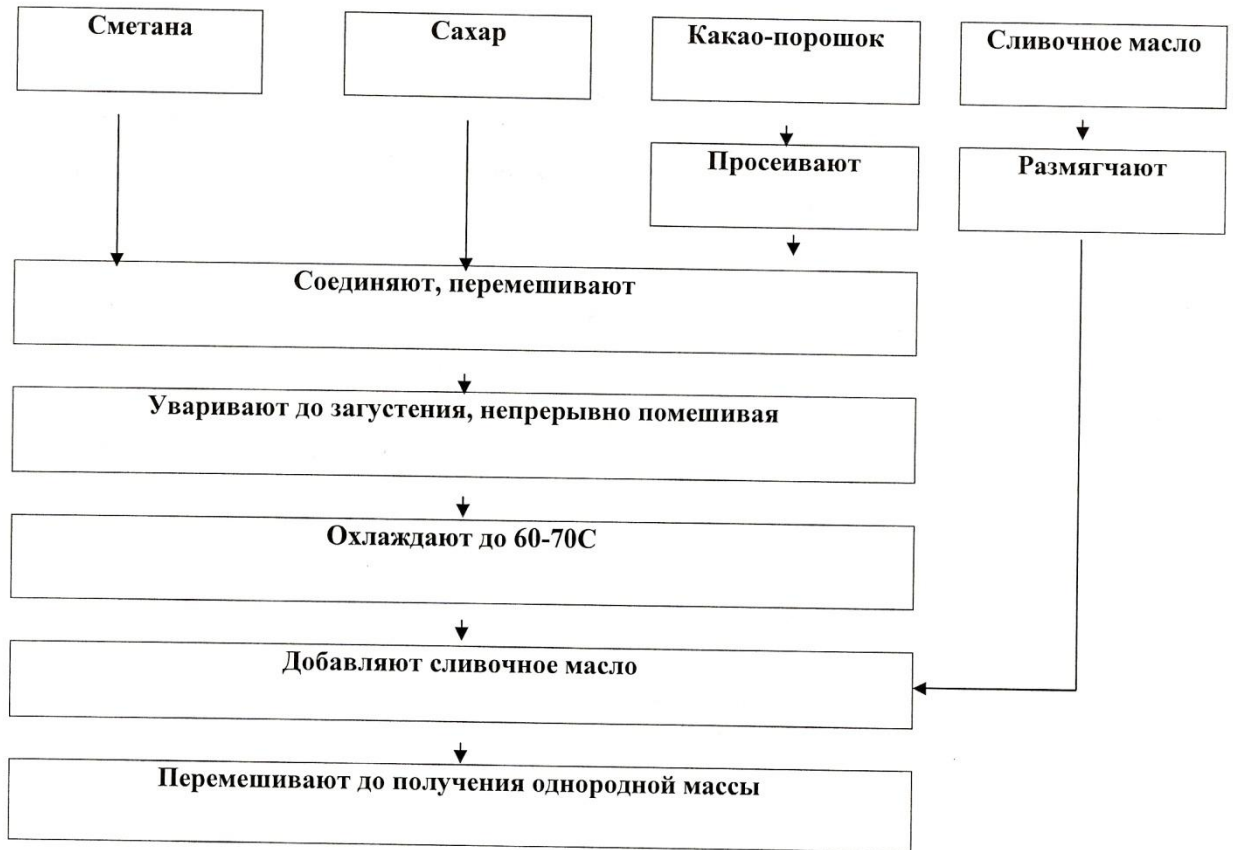 Сметана
Сахар
Какао-порошок
Сливочное масло
Просеивают
Размягчают
Соединяют, перемешивают
Уваривают до загустения, непрерывно помешивая
Охлаждают до 60-70С
Добавляют сливочное масло
Перемешивают до получения однородной массы